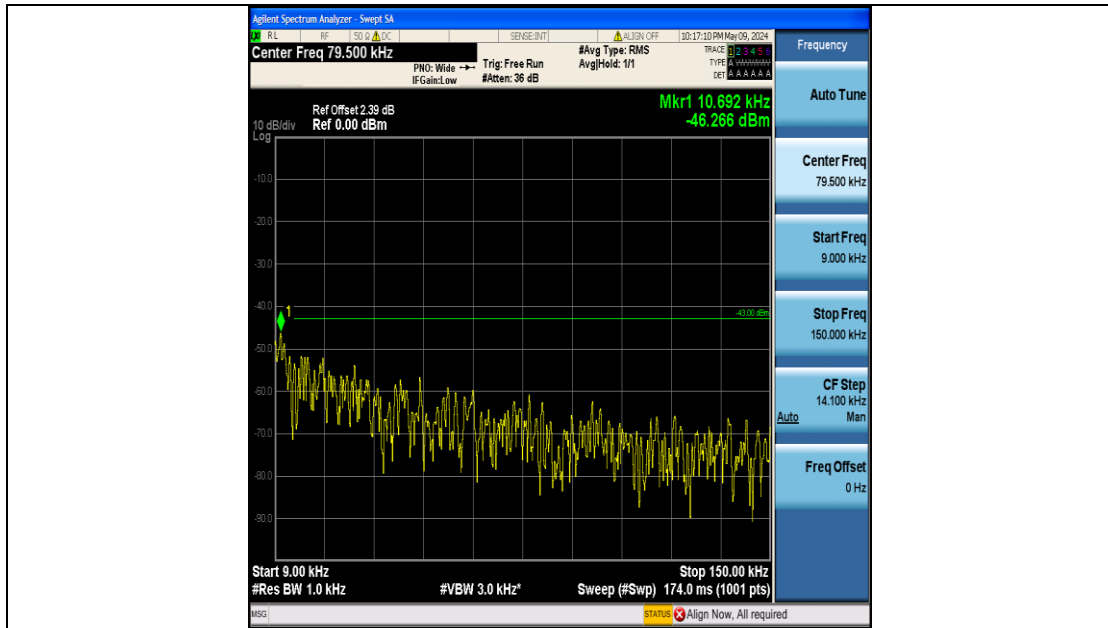 Agilent Spectrum Analyzer - Swept SA
RL RF 50 Ω DC SENSE:INT ALIGN OFF 10:17:10 PM May 09, 2024
Center Freq 79.500 kHz
PNO: Wide
IFGain:Low
Trig: Free Run
#Atten: 36 dB
#Avg Type: RMS
Avg|Hold: 1/1
TRACE 1 2 3 4 5 6
TYPE A
DET A A A A A A
Frequency
Mkr1 10.692 kHz
-46.266 dBm
Ref Offset 2.39 dB
Ref 0.00 dBm
10 dB/div
Log
-10.0
-20.0
-30.0
-40.0
1
-43.00 dBm
-50.0
-60.0
-70.0
-80.0
-90.0
Start 9.00 kHz
Stop 150.00 kHz
#Res BW 1.0 kHz
#VBW 3.0 kHz*
Sweep (#Swp) 174.0 ms (1001 pts)
Auto Tune
Center Freq
79.500 kHz
Start Freq
9.000 kHz
Stop Freq
150.000 kHz
CF Step
14.100 kHz
Auto Man
Freq Offset
0 Hz
MSG
STATUS Align Now, All required